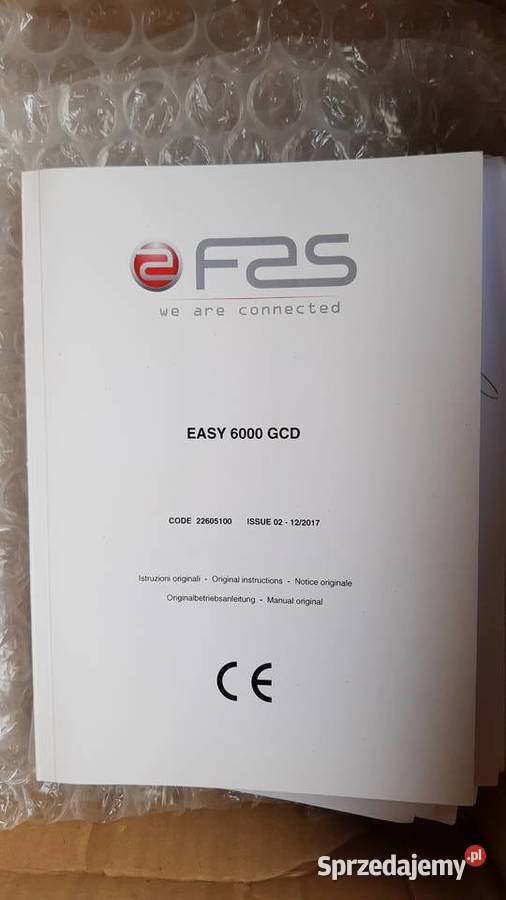 FAS
we are connected
EASY 6000 GCD
CODE 22605100 ISSUE 02 - 12/2017
Istruzioni originali - Original instructions - Notice originale
Originalbetriebsanleitung - Manual original
CE
Sprzedajemy.pl